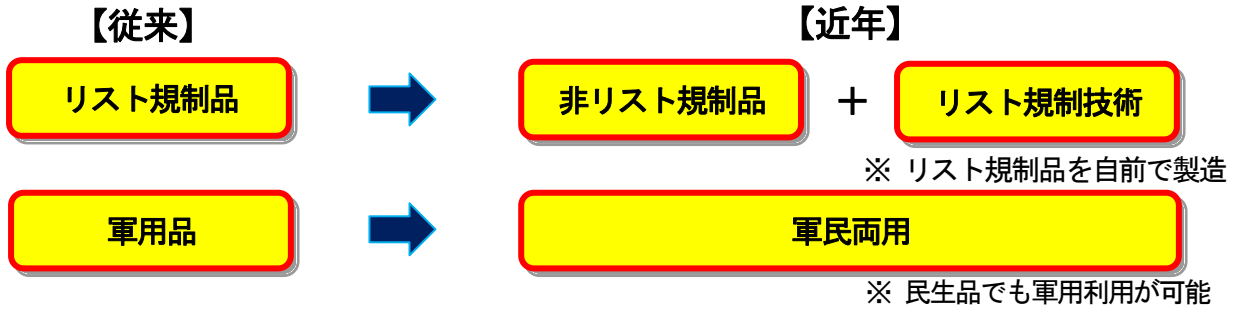 【従来】
【近年】
リスト規制品
非リスト規制品
+
リスト規制技術
※ リスト規制品を自前で製造
軍用品
軍民両用
※ 民生品でも軍用利用が可能